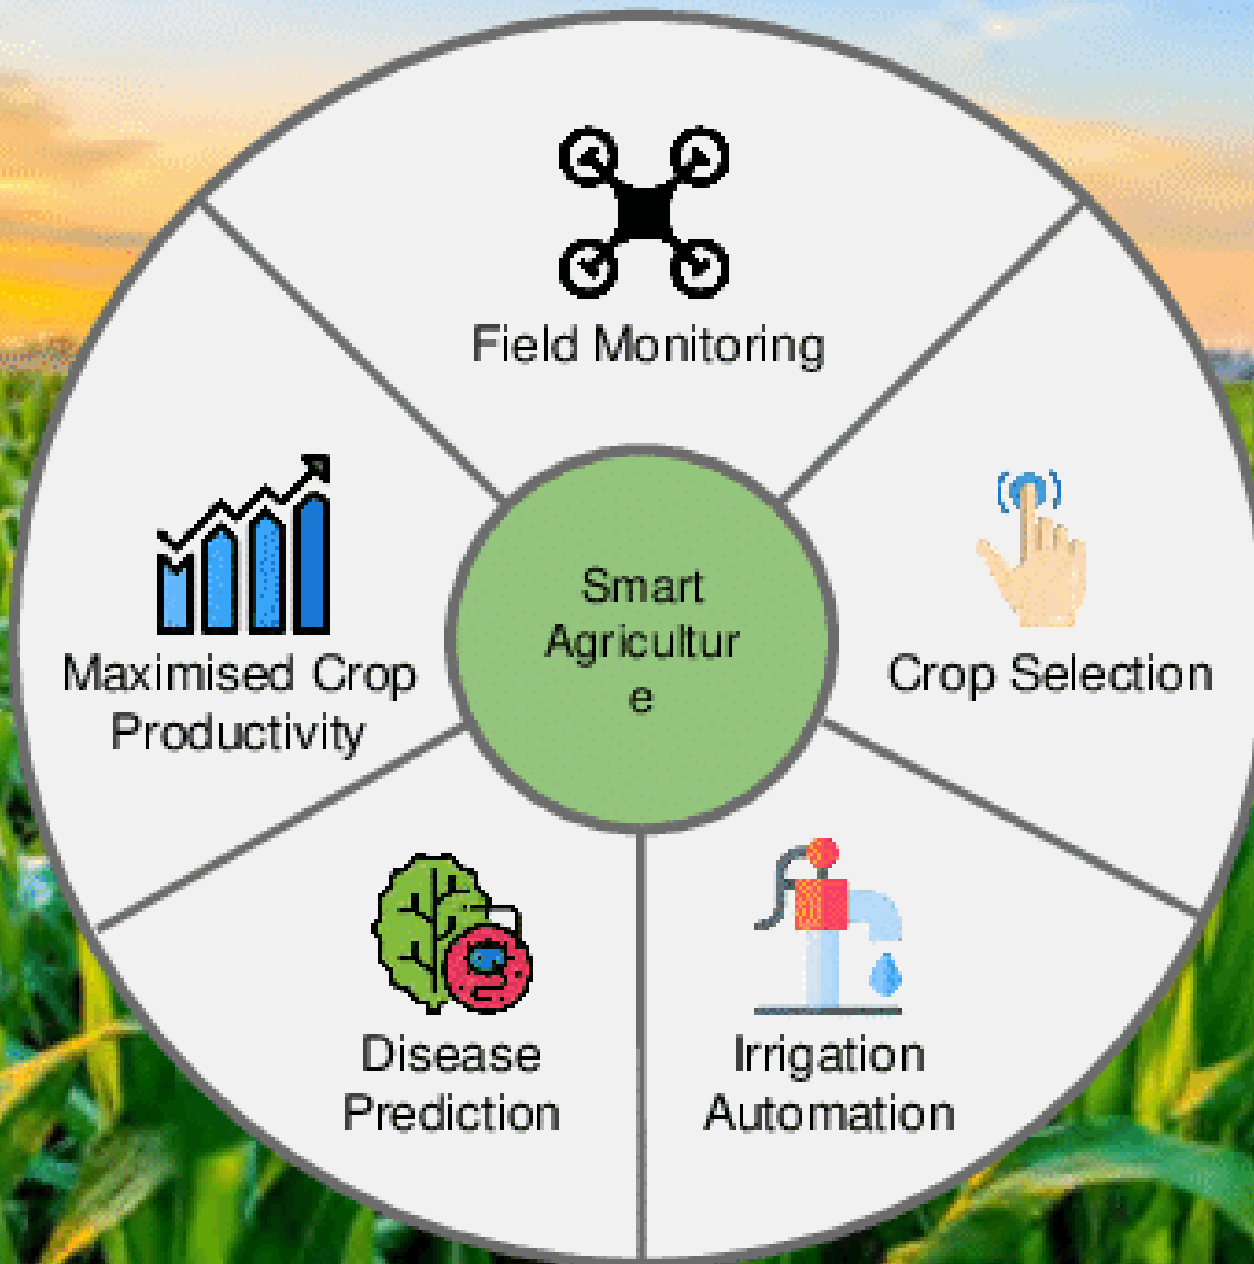 Field Monitoring
Smart
Agricultur
e
Crop Selection
Maximised Crop
Productivity
Disease
Prediction
Irrigation
Automation